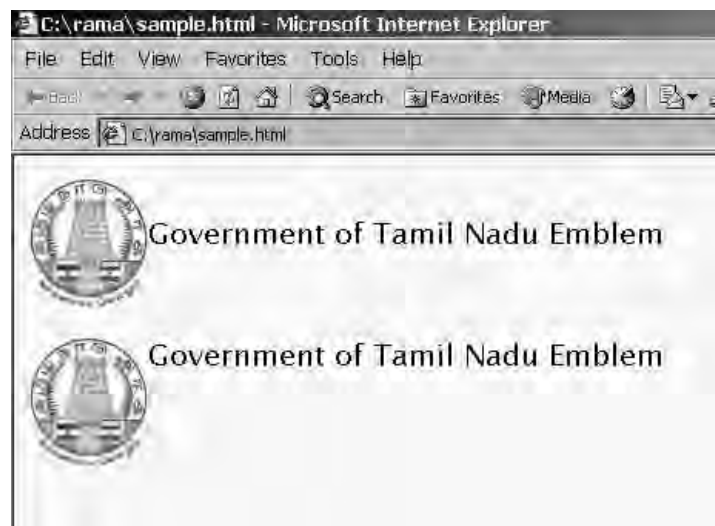 C:\rama\sample.html - Microsoft Internet Explorer
File Edit View Favorites Tools Help
Back Search Favorites Media
Address C:\rama\sample.html
Government of Tamil Nadu Emblem
Government of Tamil Nadu Emblem